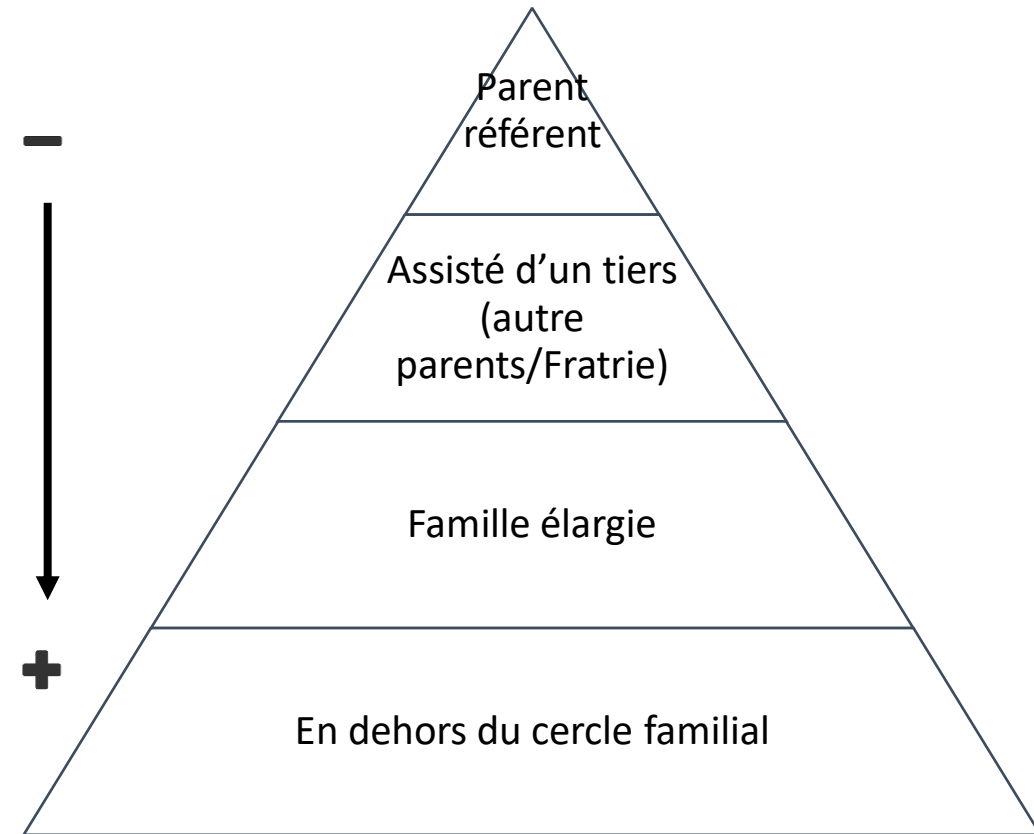 Parent
référent
−
Assisté d’un tiers
(autre
parents/Fratrie)
Famille élargie
+
En dehors du cercle familial